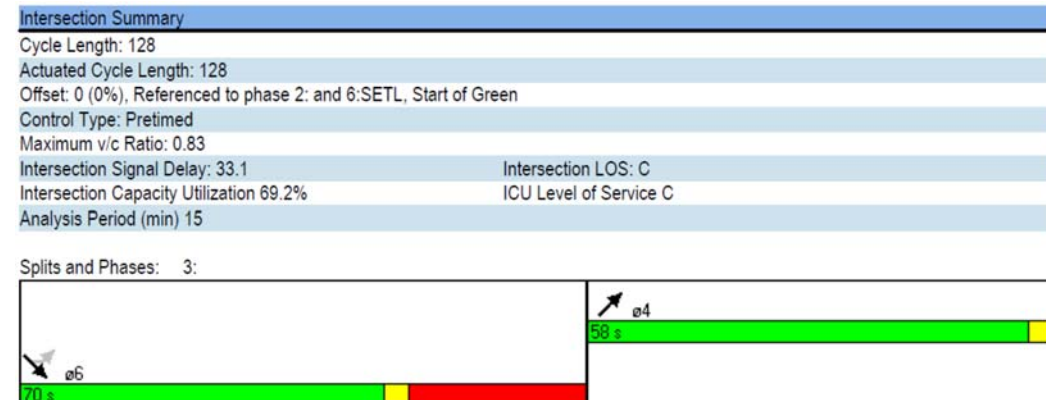 Intersection Summary
Cycle Length: 128
Actuated Cycle Length: 128
Offset: 0 (0%), Referenced to phase 2: and 6:SETL, Start of Green
Control Type: Pretimed
Maximum v/c Ratio: 0.83
Intersection Signal Delay: 33.1 Intersection LOS: C
Intersection Capacity Utilization 69.2% ICU Level of Service C
Analysis Period (min) 15
Splits and Phases: 3:
ø4
58 s
ø6
70 s